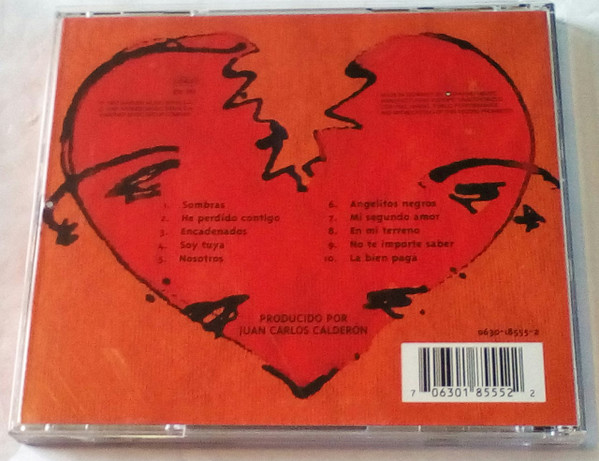 1. Sombras
2. He perdido contigo
3. Encadenados
4. Soy tuya
5. Nosotros
6. Angelitos negros
7. Mi segundo amor
8. En mi terreno
9. No te importe saber
10. La bien pagá
PRODUCIDO POR
JUAN CARLOS CALDERÓN
0630-18555-2
7 06301 85552 2